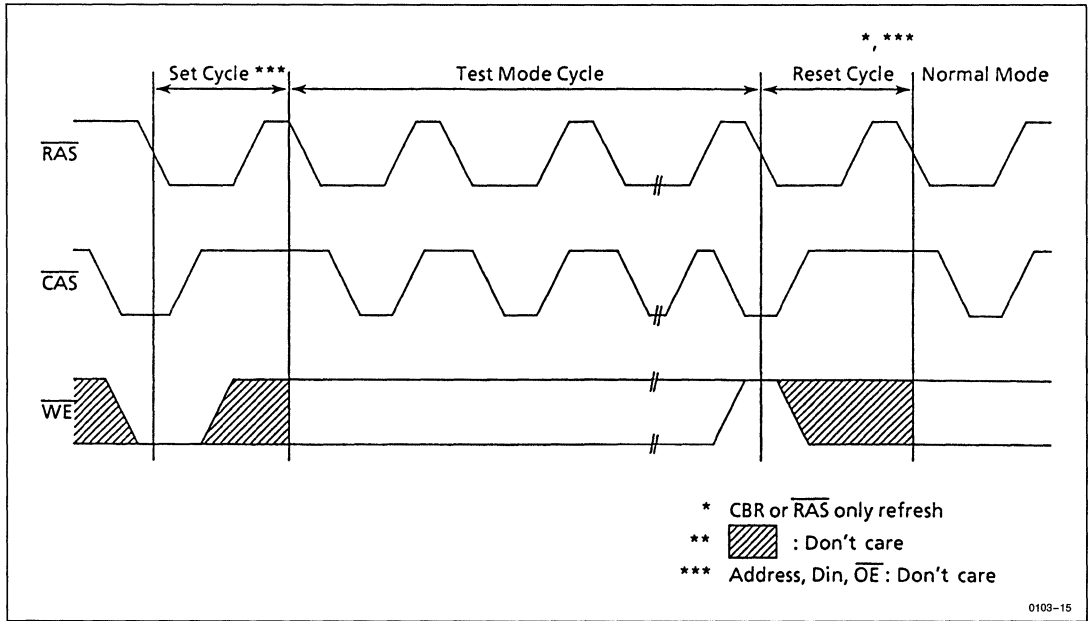 *, ***
Set Cycle *** Test Mode Cycle Reset Cycle Normal Mode
RAS
CAS
WE
* CBR or RAS only refresh
** : Don't care
*** Address, Din, OE : Don't care
0103-15